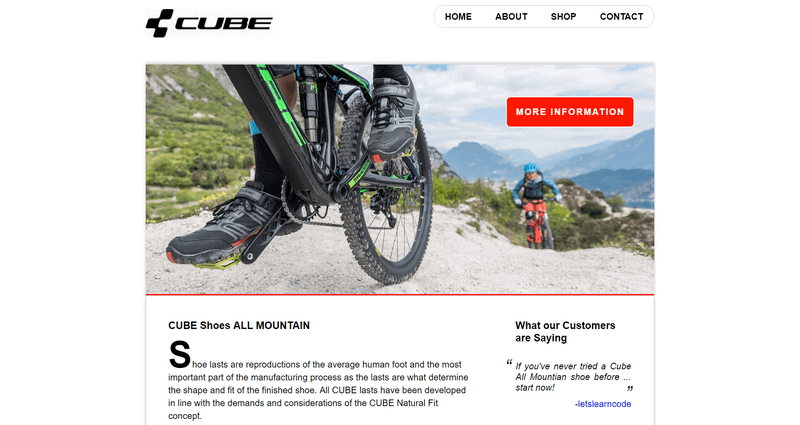 CUBE
HOME ABOUT SHOP CONTACT
MORE INFORMATION
CUBE Shoes ALL MOUNTAIN
Shoe lasts are reproductions of the average human foot and the most
important part of the manufacturing process as the lasts are what determine
the shape and fit of the finished shoe. All CUBE lasts have been developed
in line with the demands and considerations of the CUBE Natural Fit
concept.
What our Customers
are Saying
“ If you've never tried a Cube
All Mountian shoe before ...
start now! ”
-letslearncode